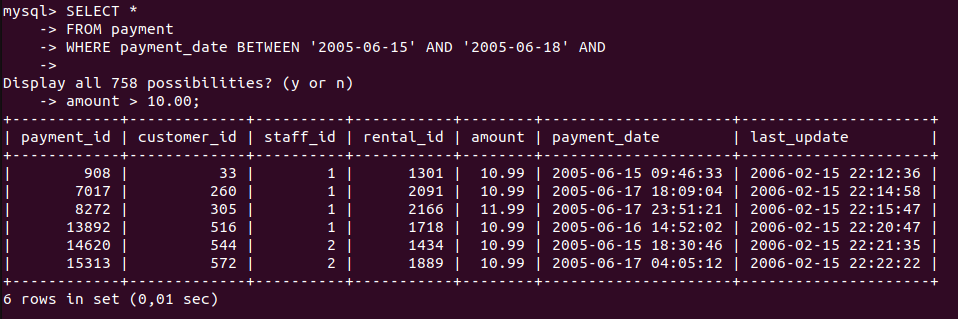 mysql> SELECT *
    -> FROM payment
    -> WHERE payment_date BETWEEN '2005-06-15' AND '2005-06-18' AND
    ->
Display all 758 possibilities? (y or n)
    -> amount > 10.00;
+------------+-------------+----------+-----------+--------+---------------------+---------------------+
| payment_id | customer_id | staff_id | rental_id | amount | payment_date        | last_update         |
+------------+-------------+----------+-----------+--------+---------------------+---------------------+
|        908 |          33 |        1 |      1301 |  10.99 | 2005-06-15 09:46:33 | 2006-02-15 22:12:36 |
|       7017 |         260 |        1 |      2091 |  10.99 | 2005-06-17 18:09:04 | 2006-02-15 22:14:58 |
|       8272 |         305 |        1 |      2166 |  11.99 | 2005-06-17 23:51:21 | 2006-02-15 22:15:47 |
|      13892 |         516 |        1 |      1718 |  10.99 | 2005-06-16 14:52:02 | 2006-02-15 22:20:47 |
|      14620 |         544 |        2 |      1434 |  10.99 | 2005-06-15 18:30:46 | 2006-02-15 22:21:35 |
|      15313 |         572 |        2 |      1889 |  10.99 | 2005-06-17 04:05:12 | 2006-02-15 22:22:22 |
+------------+-------------+----------+-----------+--------+---------------------+---------------------+
6 rows in set (0,01 sec)